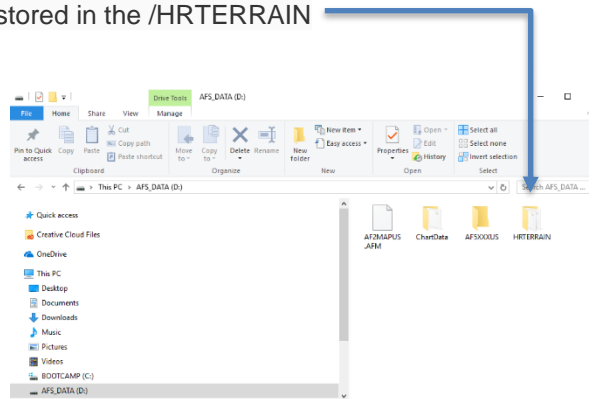 stored in the /HRTERRAIN
Drive Tools AFS_DATA (D:)
File Home Share View Manage
Pin to Quick access
Copy
Paste
Cut
Copy path
Paste shortcut
Move to
Copy to
Delete
Rename
New folder
New item
Easy access
Properties
Open
Edit
History
Select all
Select none
Invert selection
Clipboard Organize New Open Select
This PC > AFS_DATA (D:)
Search AFS_DATA ...
Quick access
Creative Cloud Files
OneDrive
This PC
Desktop
Documents
Downloads
Music
Pictures
Videos
BOOTCAMP (C:)
AFS_DATA (D:)
AF2MAPUS.AFM
ChartData
AF5XXXUS
HRTERRAIN